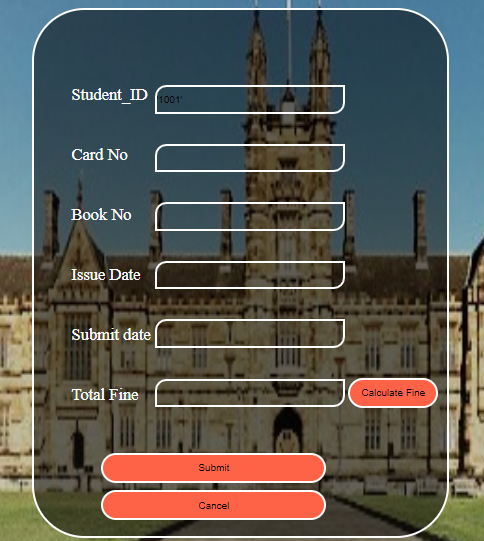 Student_ID '1001'
Card No
Book No
Issue Date
Submit date
Total Fine Calculate Fine
Submit
Cancel